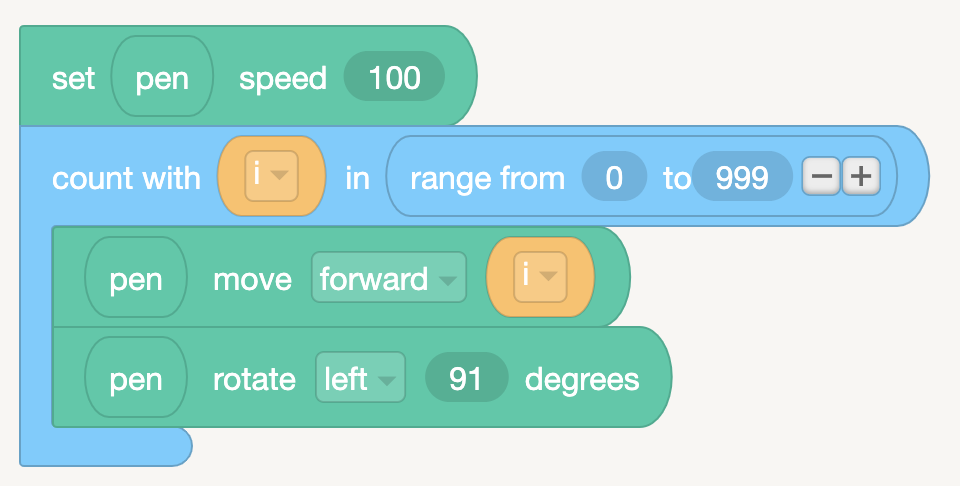 set pen speed 100
count with i in range from 0 to 999 − +
pen move forward i
pen rotate left 91 degrees